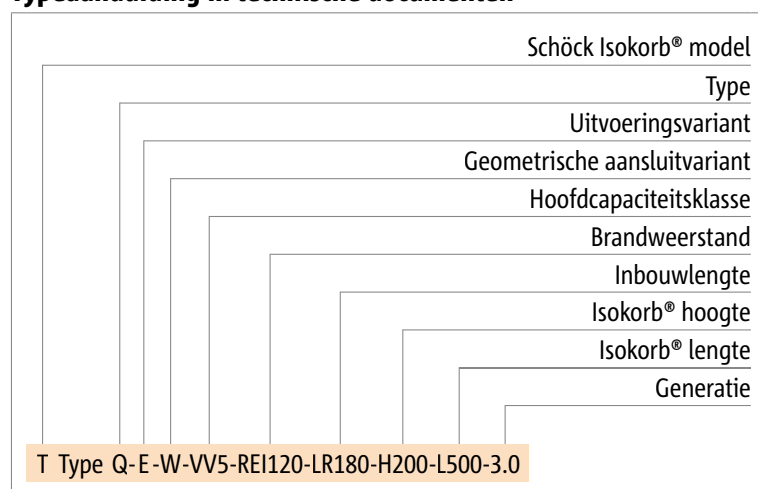 Typeaanduiding in technische documenten
Schöck Isokorb® model
Type
Uitvoeringsvariant
Geometrische aansluitvariant
Hoofdcapaciteitsklasse
Brandweerstand
Inbouwlengte
Isokorb® hoogte
Isokorb® lengte
Generatie
T Type Q-E-W-VV5-REI120-LR180-H200-L500-3.0